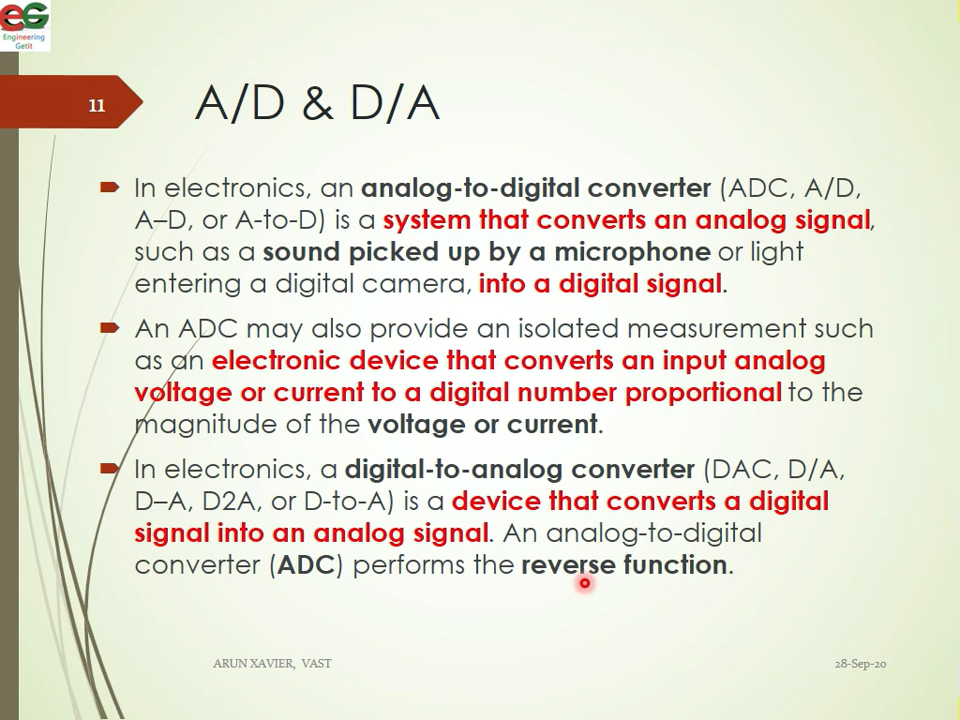 EG
Engineering
Getit
11
A/D & D/A
In electronics, an analog-to-digital converter (ADC, A/D,
A–D, or A-to-D) is a system that converts an analog signal,
such as a sound picked up by a microphone or light
entering a digital camera, into a digital signal.
An ADC may also provide an isolated measurement such
as an electronic device that converts an input analog
voltage or current to a digital number proportional to the
magnitude of the voltage or current.
In electronics, a digital-to-analog converter (DAC, D/A,
D–A, D2A, or D-to-A) is a device that converts a digital
signal into an analog signal. An analog-to-digital
converter (ADC) performs the reverse function.
ARUN XAVIER, VAST
28-Sep-20